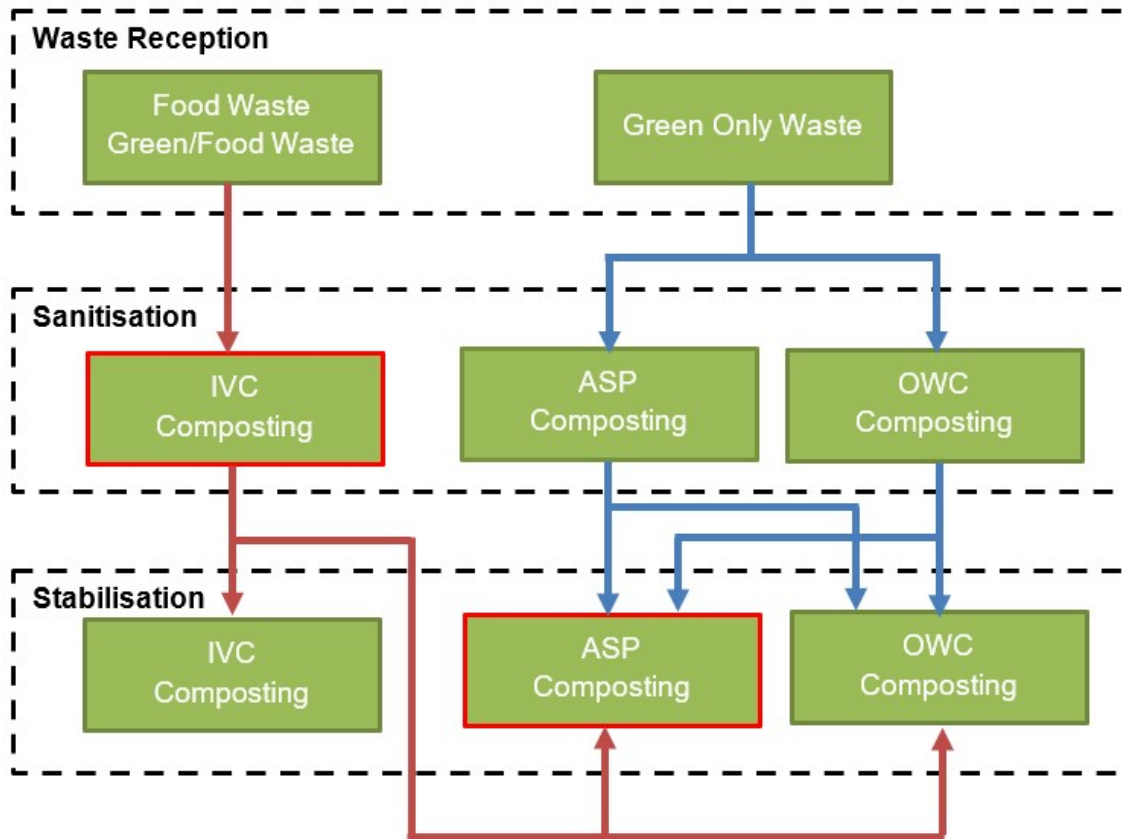 Waste Reception
Food Waste
Green/Food Waste
Green Only Waste
Sanitisation
IVC
Composting
ASP
Composting
OWC
Composting
Stabilisation
IVC
Composting
ASP
Composting
OWC
Composting